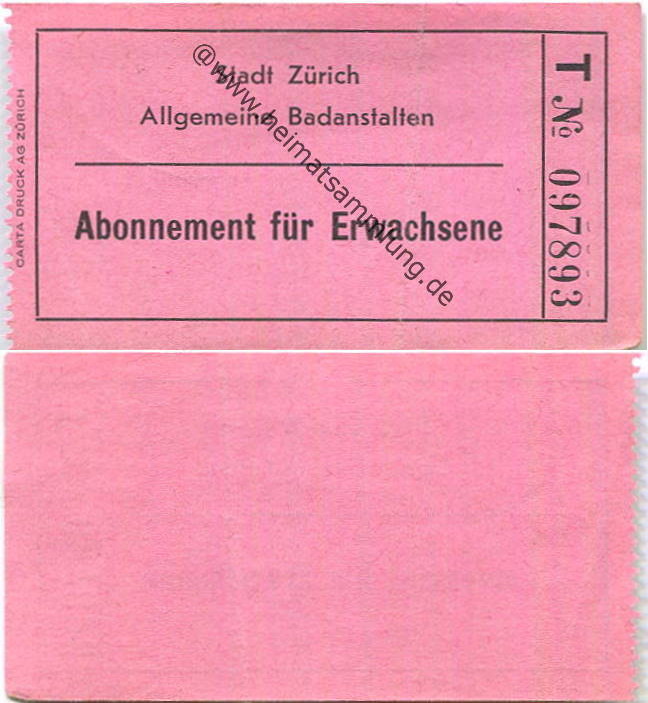 Stadt Zürich
Allgemeine Badanstalten
Abonnement für Erwachsene
T № 097893
CARTA DRUCK AG ZÜRICH
@www.heimatsammlung.de